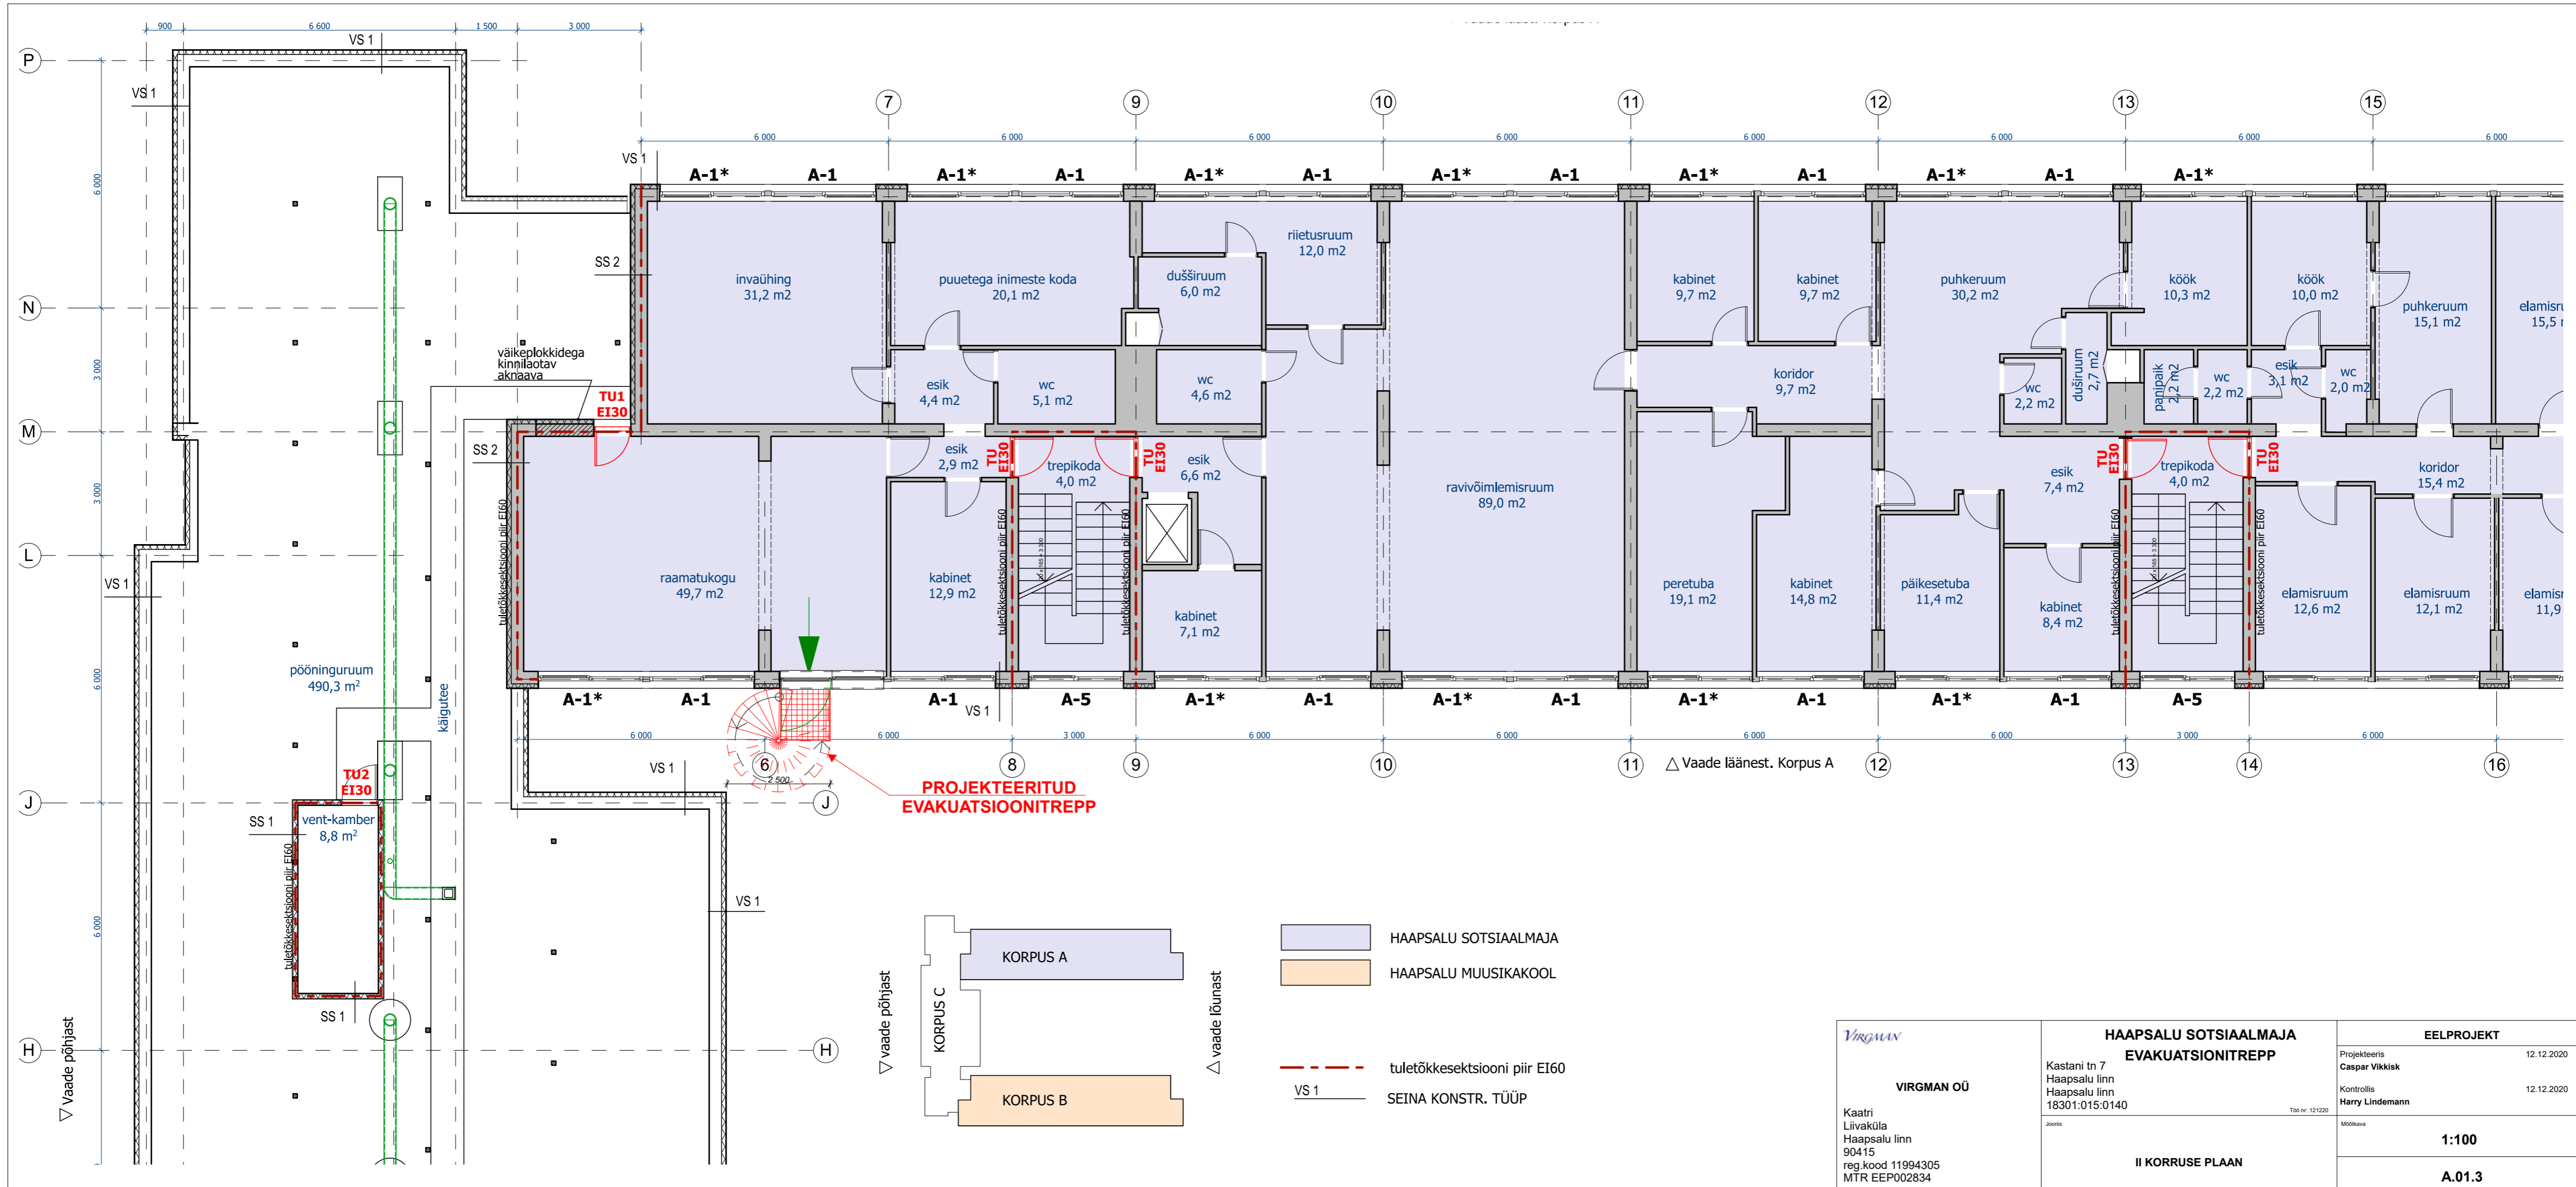 900
6 600
1 500
3 000
VS 1
P
VS 1
7
9
10
11
12
13
15
6 000
6 000
6 000
6 000
6 000
6 000
6 000
6 000
VS 1
A-1*
A-1
A-1*
A-1
A-1*
A-1
A-1*
A-1
A-1*
A-1
A-1*
A-1
A-1*
6 000
SS 2
invaühing
31,2 m2
puuetega inimeste koda
20,1 m2
dušširuum
6,0 m2
riietusruum
12,0 m2
kabinet
9,7 m2
kabinet
9,7 m2
puhkeruum
30,2 m2
köök
10,3 m2
köök
10,0 m2
puhkeruum
15,1 m2
N
3 000
väikeplokkidega
kinnilaotav
aknaava
TU1
EI30
esik
4,4 m2
wc
5,1 m2
wc
4,6 m2
koridor
9,7 m2
wc
2,2 m2
duširuum
2,7 m2
panipaik
2,2 m2
wc
2,2 m2
esik
3,1 m2
wc
2,0 m2
M
SS 2
3 000
esik
2,9 m2
TU
EI30
trepikoda
4,0 m2
TU
EI30
esik
6,6 m2
ravivõimlemisruum
89,0 m2
esik
7,4 m2
TU
EI30
trepikoda
4,0 m2
TU
EI30
koridor
15,4 m2
tuletõkkesektsiooni piir EI60
tuletõkkesektsiooni piir EI60
tuletõkkesektsiooni piir EI60
tuletõkkesektsiooni piir EI60
tuletõkkesektsiooni piir EI60
L
VS 1
raamatukogu
49,7 m2
kabinet
12,9 m2
kabinet
7,1 m2
peretuba
19,1 m2
kabinet
14,8 m2
päikesetuba
11,4 m2
kabinet
8,4 m2
elamisruum
12,6 m2
elamisruum
12,1 m2
pööninguruum
490,3 m²
6 000
käigutee
A-1*
A-1
A-1
VS 1
A-5
A-1*
A-1
A-1*
A-1
A-1*
A-1
A-1*
A-1
A-5
6 000
6 000
3 000
6 000
6 000
6 000
6 000
3 000
6 000
6
8
9
10
11
12
13
14
16
VS 1
2 500
△ Vaade läänest. Korpus A
PROJEKTEERITUD
EVAKUATSIOONITREPP
TU2
EI30
J
J
SS 1
vent-kamber
8,8 m²
tuletõkkesektsiooni piir EI60
VS 1
6 000
SS 1
H
H
▽ Vaade põhjast
▽ vaade põhjast
KORPUS A
KORPUS C
KORPUS B
△ vaade lõunast
HAAPSALU SOTSIAALMAJA
HAAPSALU MUUSIKAKOOL
tuletõkkesektsiooni piir EI60
VS 1
SEINA KONSTR. TÜÜP
VIRGMAN
VIRGMAN OÜ
Kaatri
Liivaküla
Haapsalu linn
90415
reg.kood 11994305
MTR EEP002834
HAAPSALU SOTSIAALMAJA
EVAKUATSIONITREPP
Kastani tn 7
Haapsalu linn
Haapsalu linn
18301:015:0140
Töö nr: 121220
Joonis
II KORRUSE PLAAN
EELPROJEKT
Projekteeris
12.12.2020
Caspar Vikkisk
Kontrollis
12.12.2020
Harry Lindemann
Mõõtkava
1:100
A.01.3